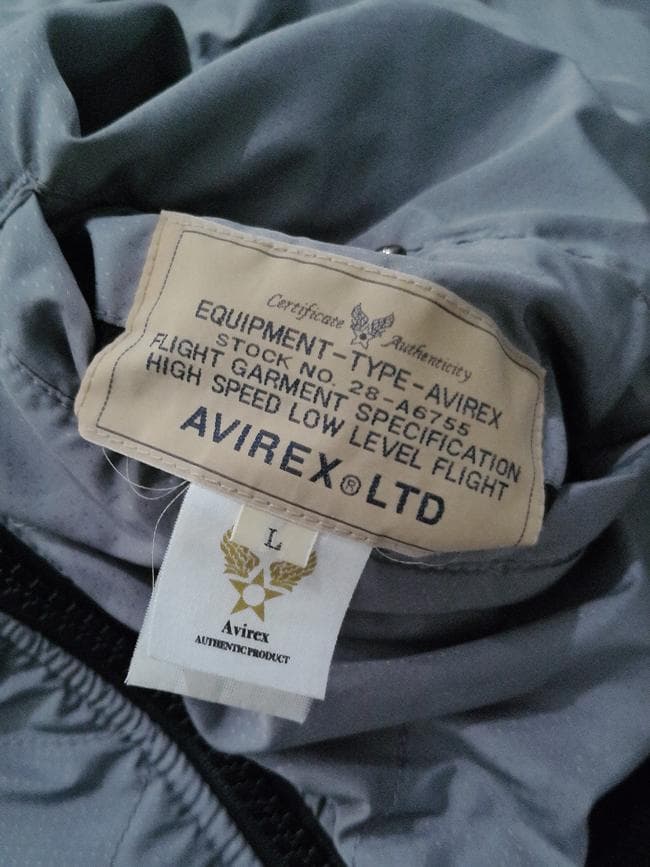 Certificate Authenticity
EQUIPMENT-TYPE-AVIREX
STOCK NO. 28-A6755
FLIGHT GARMENT SPECIFICATION
HIGH SPEED LOW LEVEL FLIGHT
AVIREX® LTD
L
Avirex
AUTHENTIC PRODUCT